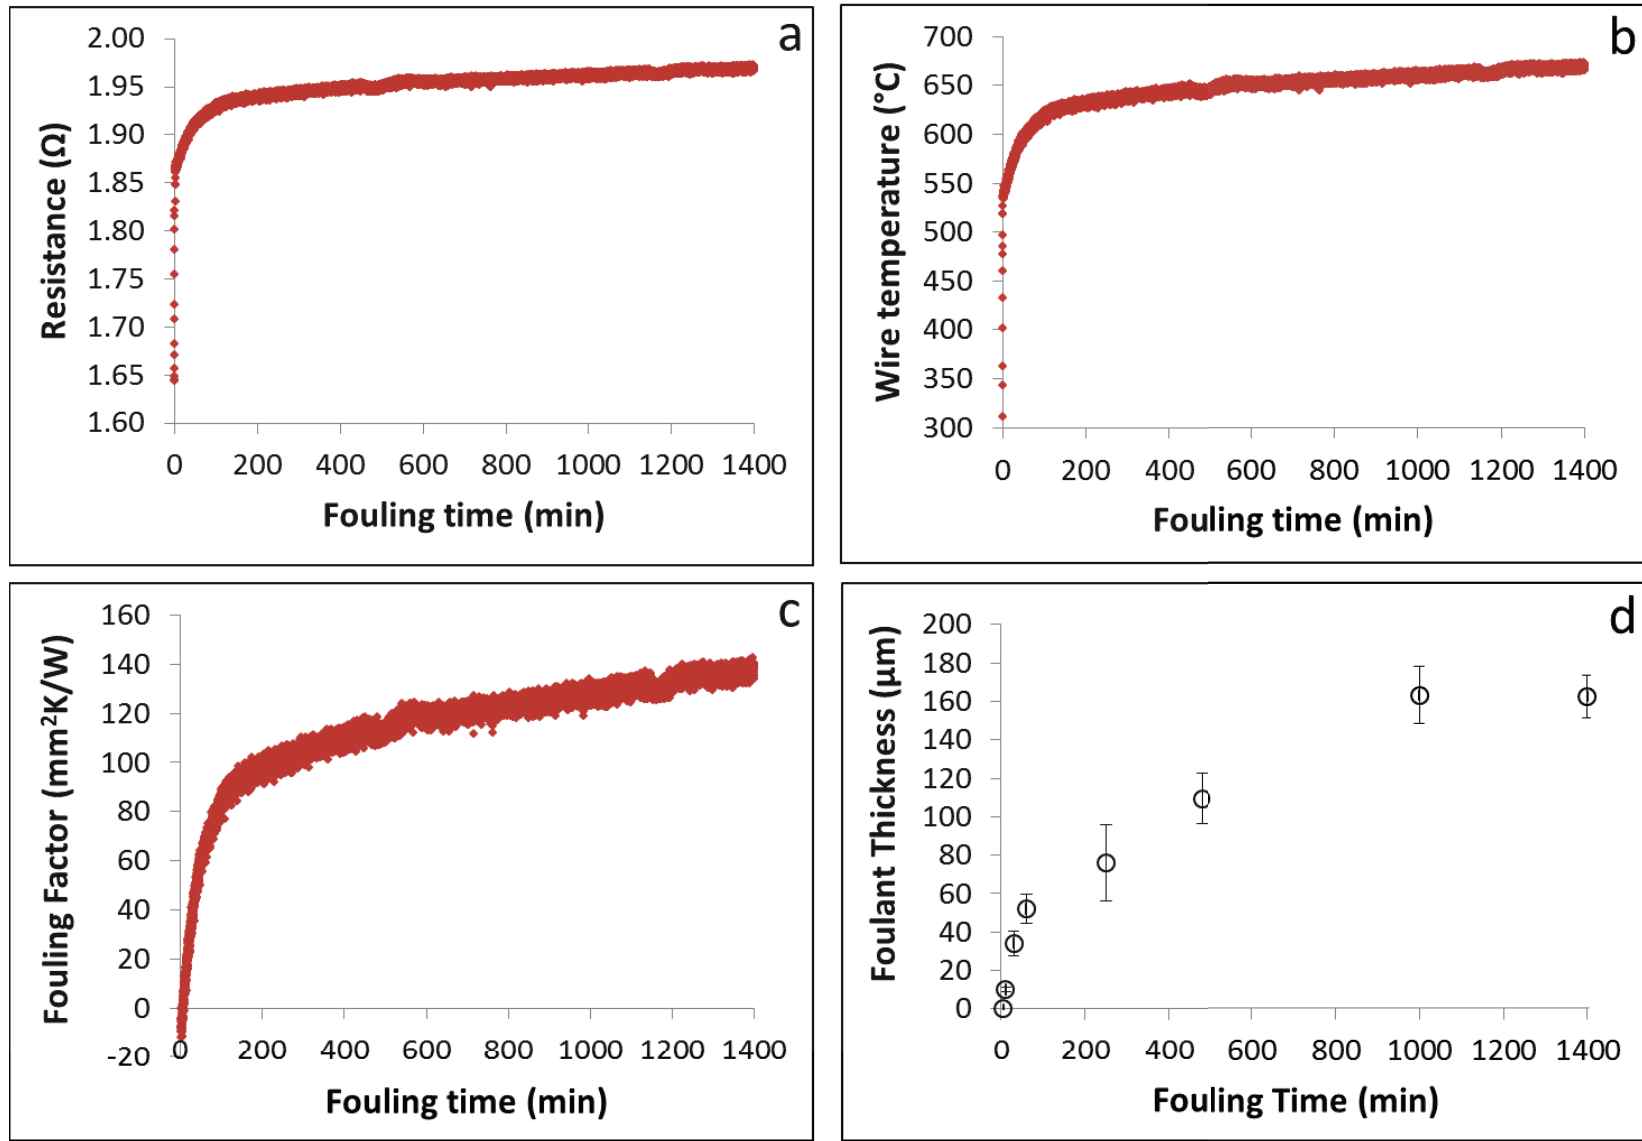 a
2.00
1.95
1.90
1.85
1.80
1.75
1.70
1.65
1.60
Resistance (Ω)
0 200 400 600 800 1000 1200 1400
Fouling time (min)
b
700
650
600
550
500
450
400
350
300
Wire temperature (°C)
0 200 400 600 800 1000 1200 1400
Fouling time (min)
c
160
140
120
100
80
60
40
20
0
-20
Fouling Factor (mm²K/W)
0 200 400 600 800 1000 1200 1400
Fouling time (min)
d
200
180
160
140
120
100
80
60
40
20
0
Foulant Thickness (μm)
0 200 400 600 800 1000 1200 1400
Fouling Time (min)